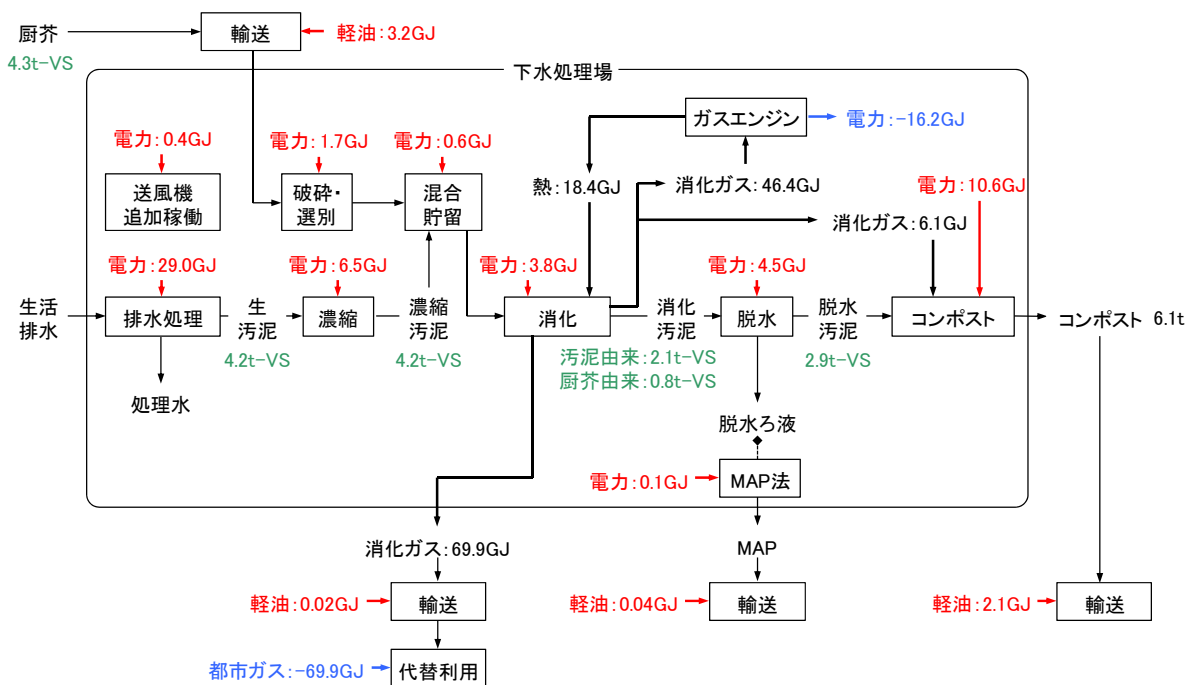 厨芥
4.3t-VS
輸送
軽油：3.2GJ
下水処理場
ガスエンジン
電力：-16.2GJ
電力：0.4GJ
電力：1.7GJ
電力：0.6GJ
送風機
追加稼働
破砕・
選別
混合
貯留
熱：18.4GJ
消化ガス：46.4GJ
電力：10.6GJ
消化ガス：6.1GJ
電力：29.0GJ
電力：6.5GJ
電力：3.8GJ
電力：4.5GJ
生活
排水
排水処理
生
汚泥
4.2t-VS
濃縮
濃縮
汚泥
4.2t-VS
消化
消化
汚泥
汚泥由来：2.1t-VS
厨芥由来：0.8t-VS
脱水
脱水
汚泥
2.9t-VS
コンポスト
コンポスト 6.1t
処理水
脱水ろ液
電力：0.1GJ
MAP法
消化ガス：69.9GJ
MAP
軽油：0.02GJ
輸送
軽油：0.04GJ
輸送
軽油：2.1GJ
輸送
都市ガス：-69.9GJ
代替利用